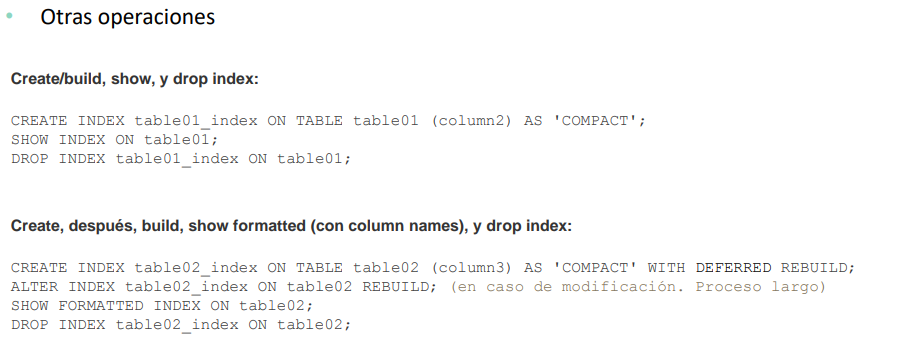 • Otras operaciones
Create/build, show, y drop index:
CREATE INDEX table01_index ON TABLE table01 (column2) AS 'COMPACT';
SHOW INDEX ON table01;
DROP INDEX table01_index ON table01;
Create, después, build, show formatted (con column names), y drop index:
CREATE INDEX table02_index ON TABLE table02 (column3) AS 'COMPACT' WITH DEFERRED REBUILD;
ALTER INDEX table02_index ON table02 REBUILD; (en caso de modificación. Proceso largo)
SHOW FORMATTED INDEX ON table02;
DROP INDEX table02_index ON table02;